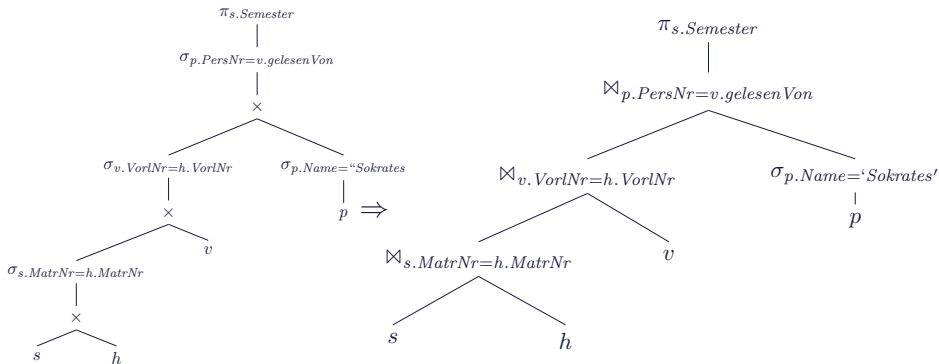 π_{s.Semester}
σ_{p.PersNr=v.gelesenVon}
×
σ_{v.VorlNr=h.VorlNr} σ_{p.Name=“Sokrates}
×
p
v
σ_{s.MatrNr=h.MatrNr}
×
s h
⇒
π_{s.Semester}
⋈_{p.PersNr=v.gelesenVon}
⋈_{v.VorlNr=h.VorlNr} σ_{p.Name=‘Sokrates′}
p
⋈_{s.MatrNr=h.MatrNr} v
s h